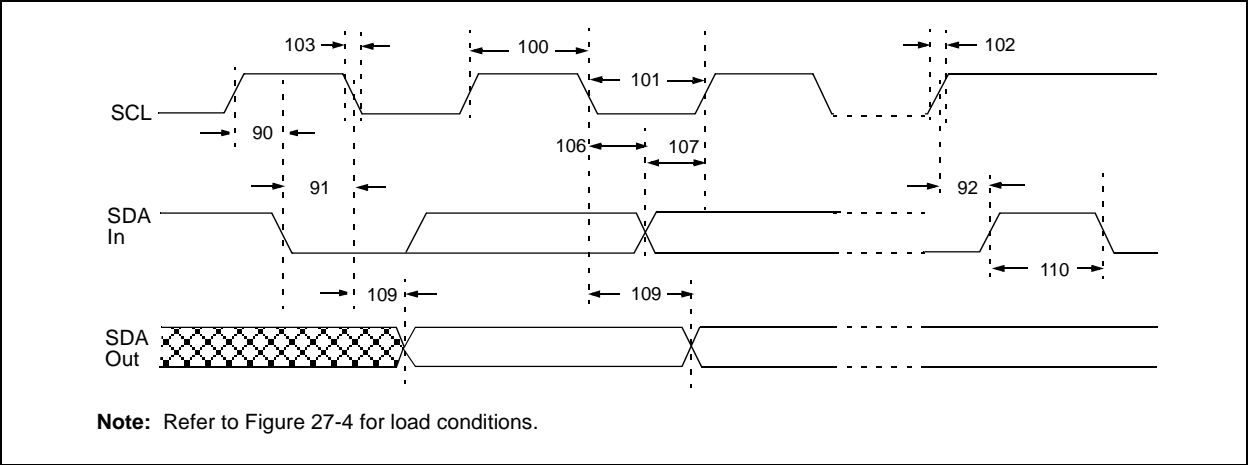 103
100
102
101
SCL
90
106
107
91
92
SDA
In
110
109
109
SDA
Out
Note: Refer to Figure 27-4 for load conditions.